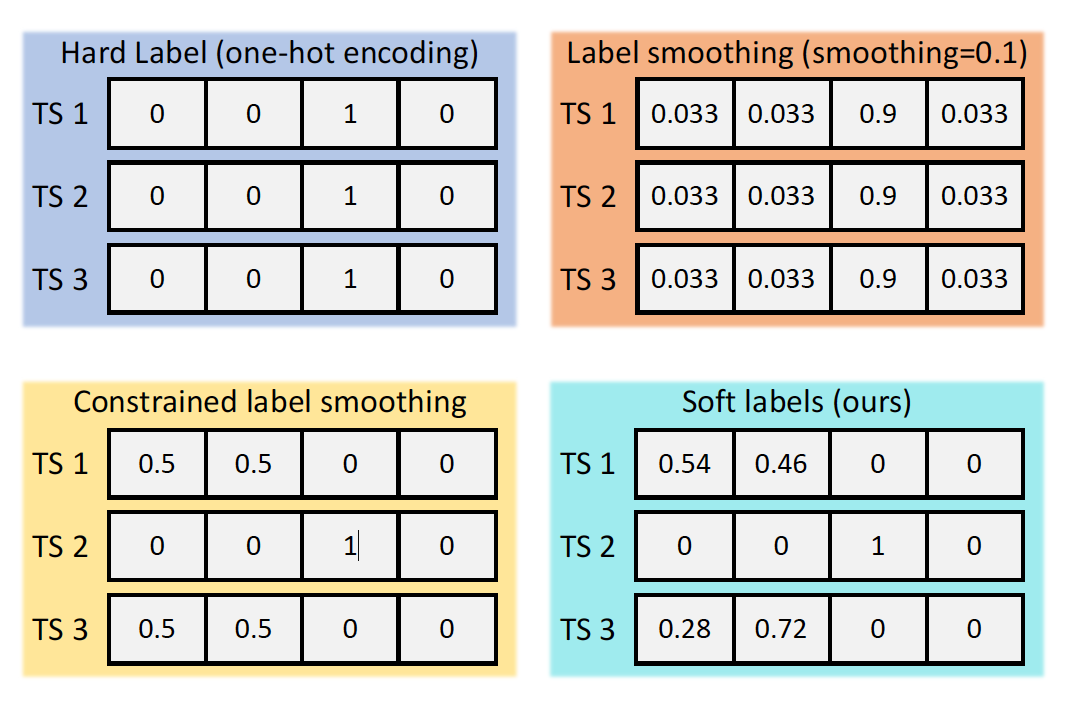 Hard Label (one-hot encoding)
TS 1 0 0 1 0
TS 2 0 0 1 0
TS 3 0 0 1 0
Label smoothing (smoothing=0.1)
TS 1 0.033 0.033 0.9 0.033
TS 2 0.033 0.033 0.9 0.033
TS 3 0.033 0.033 0.9 0.033
Constrained label smoothing
TS 1 0.5 0.5 0 0
TS 2 0 0 1 0
TS 3 0.5 0.5 0 0
Soft labels (ours)
TS 1 0.54 0.46 0 0
TS 2 0 0 1 0
TS 3 0.28 0.72 0 0